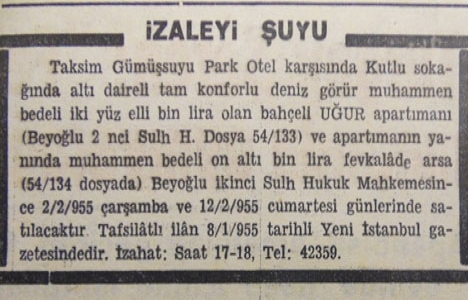 İZALEYİ ŞUYU
Taksim Gümüşsuyu Park Otel karşısında Kutlu soka-
ğında altı daireli tam konforlu deniz görür muhammen
bedeli iki yüz elli bin lira olan bahçeli UĞUR apartımanı
(Beyoğlu 2 nci Sulh H. Dosya 54/133) ve apartımanın ya-
nında muhammen bedeli on altı bin lira fevkalâde arsa
(54/134 dosyada) Beyoğlu ikinci Sulh Hukuk Mahkemesin-
ce 2/2/955 çarşamba ve 12/2/955 cumartesi günlerinde sa-
tılacaktır. Tafsilâtlı ilân 8/1/955 tarihli Yeni İstanbul ga-
zetesindedir. İzahat: Saat 17-18, Tel: 42359.